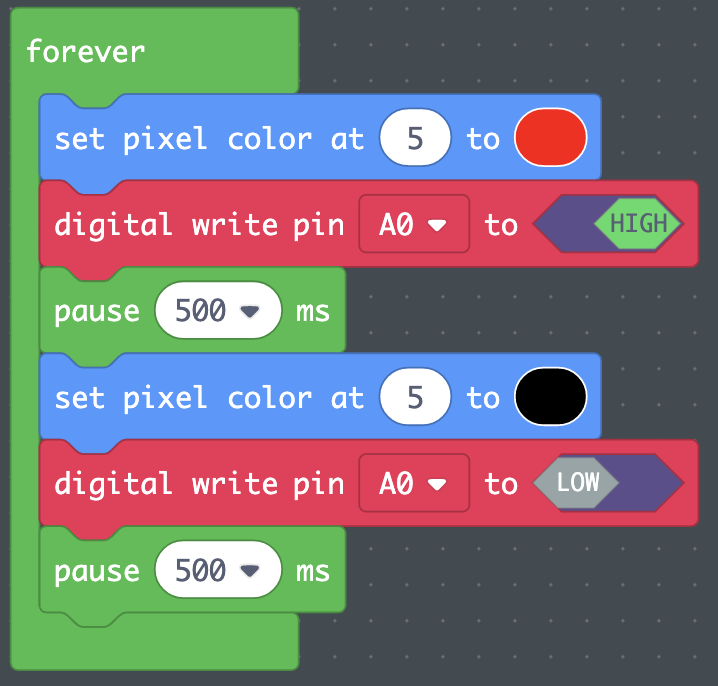 forever
set pixel color at 5 to
digital write pin A0 to HIGH
pause 500 ms
set pixel color at 5 to
digital write pin A0 to LOW
pause 500 ms